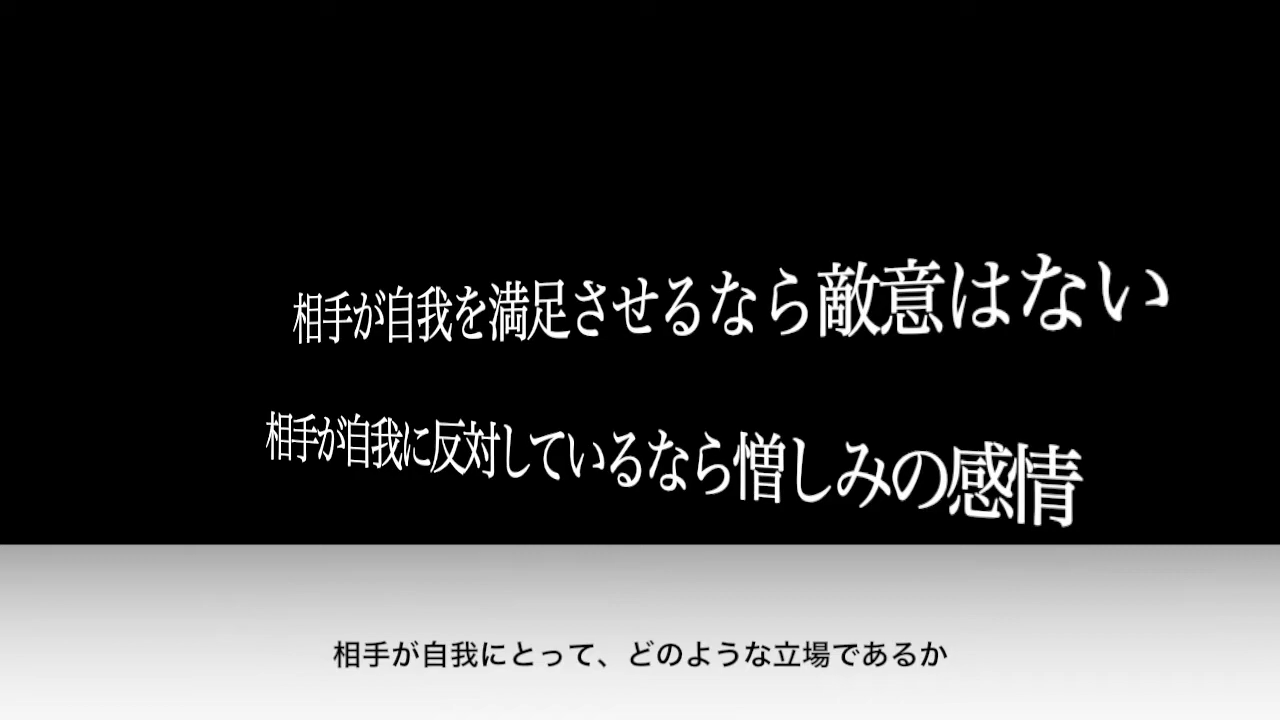 相手が自我を満足させるなら敵意はない
相手が自我に反対しているなら憎しみの感情
相手が自我にとって、どのような立場であるか